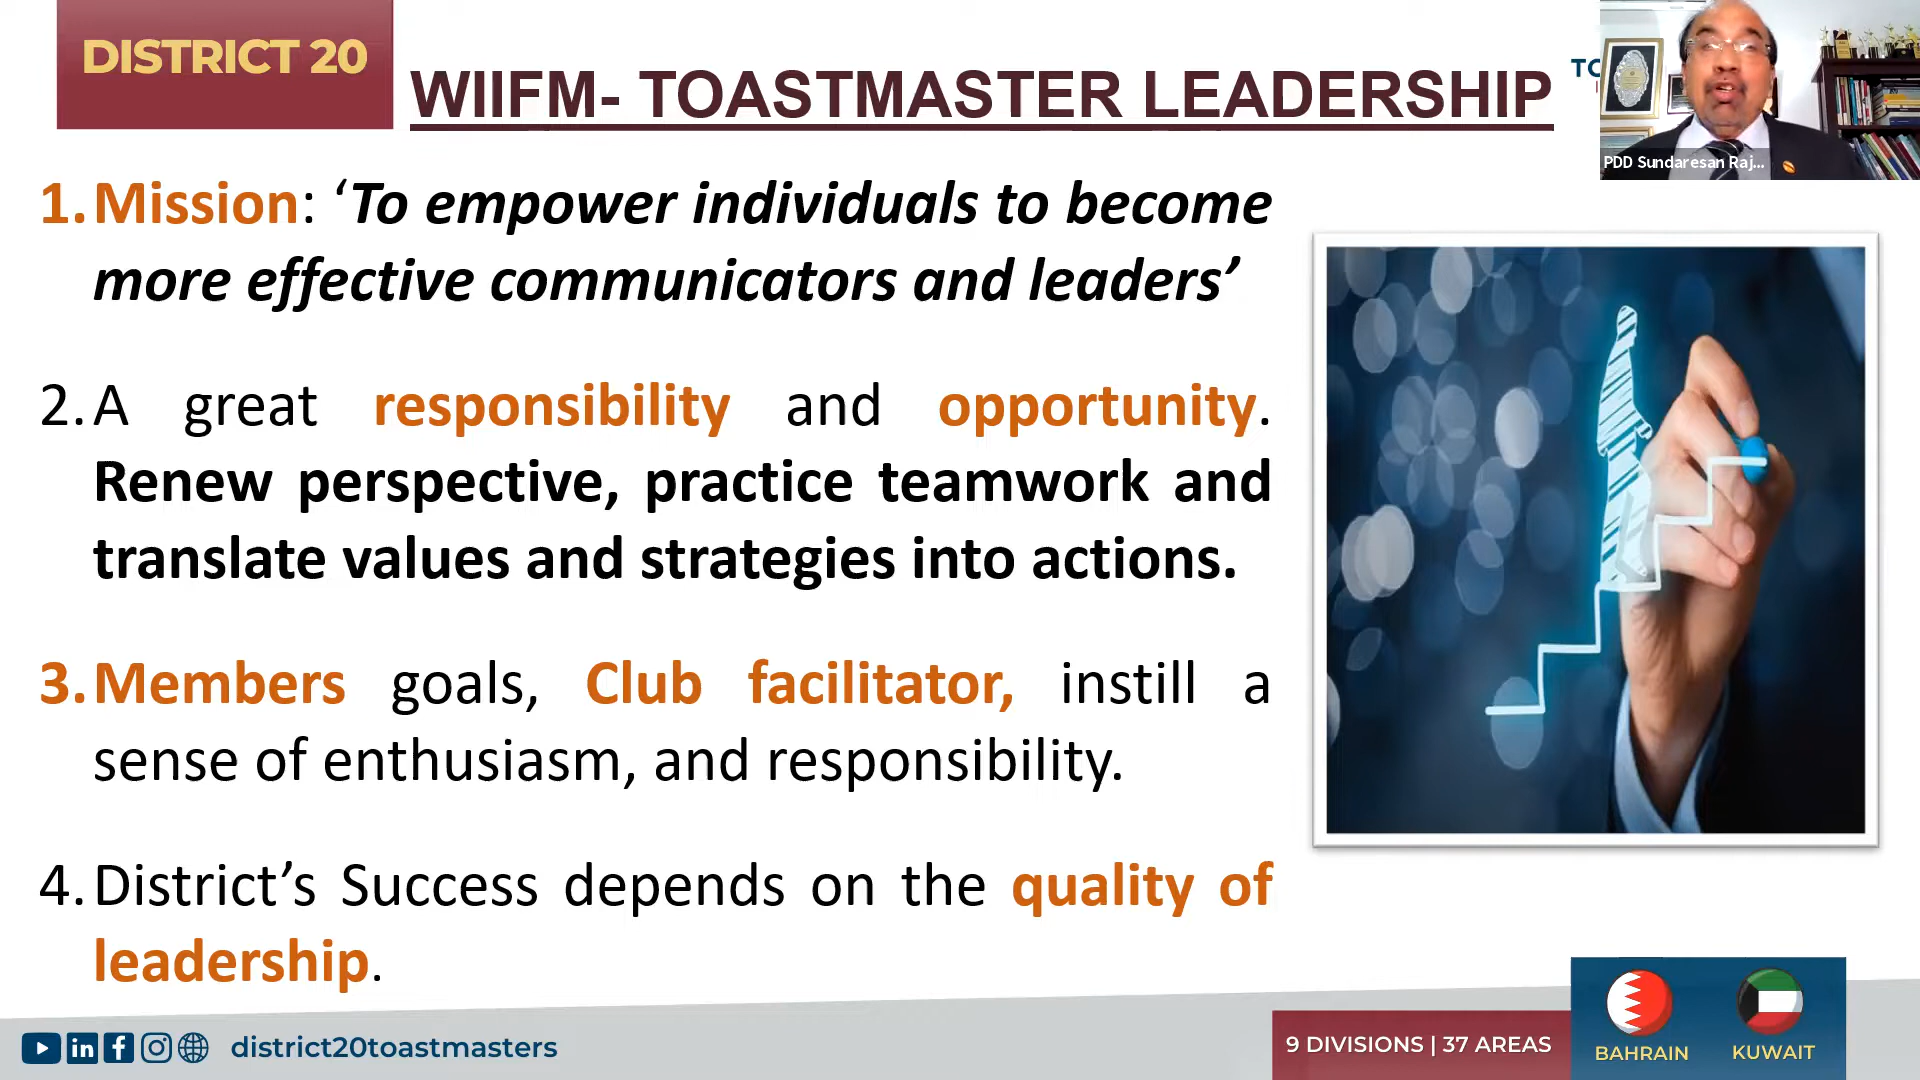 DISTRICT 20
WIIFM- TOASTMASTER LEADERSHIP
TO
PDD Sundaresan Raj...
1. Mission: ‘To empower individuals to become
more effective communicators and leaders’
2. A great responsibility and opportunity.
Renew perspective, practice teamwork and
translate values and strategies into actions.
3. Members goals, Club facilitator, instill a
sense of enthusiasm, and responsibility.
4. District’s Success depends on the quality of
leadership.
district20toastmasters
9 DIVISIONS | 37 AREAS
BAHRAIN
KUWAIT